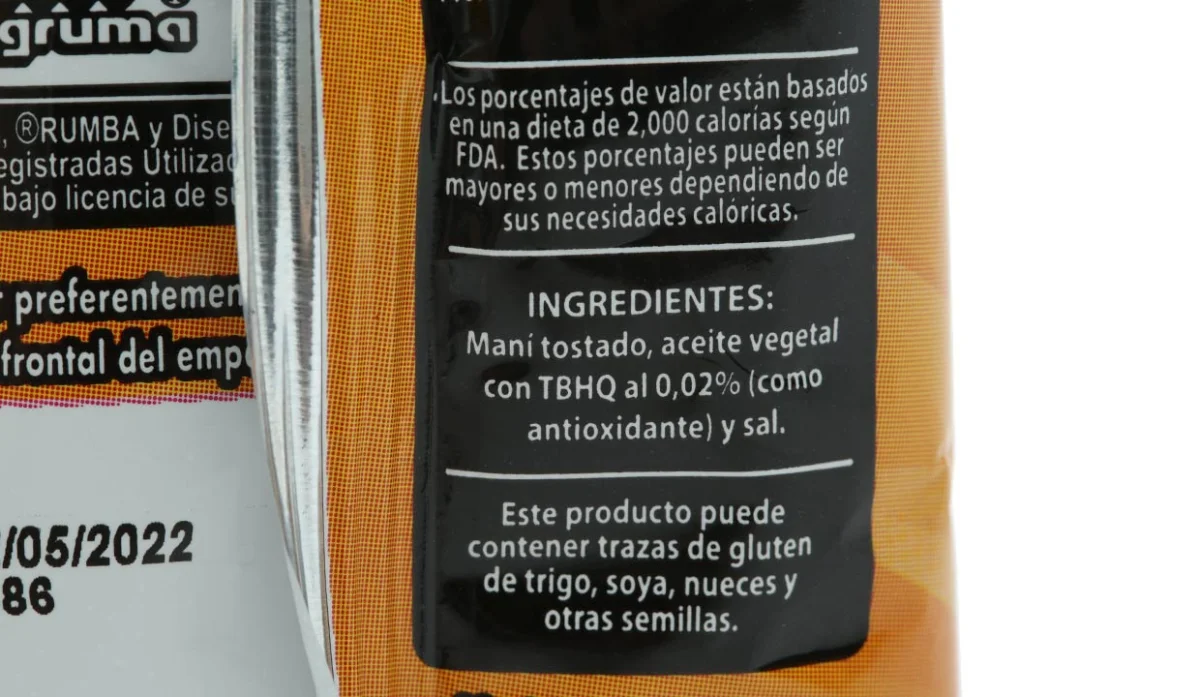 gruma
, ®RUMBA y Dise
egistradas Utiliza
bajo licencia de s
preferentemen
frontal del emp
/05/2022
86
Los porcentajes de valor están basados
en una dieta de 2,000 calorías según
FDA. Estos porcentajes pueden ser
mayores o menores dependiendo de
sus necesidades calóricas.
INGREDIENTES:
Maní tostado, aceite vegetal
con TBHQ al 0,02% (como
antioxidante) y sal.
Este producto puede
contener trazas de gluten
de trigo, soya, nueces y
otras semillas.